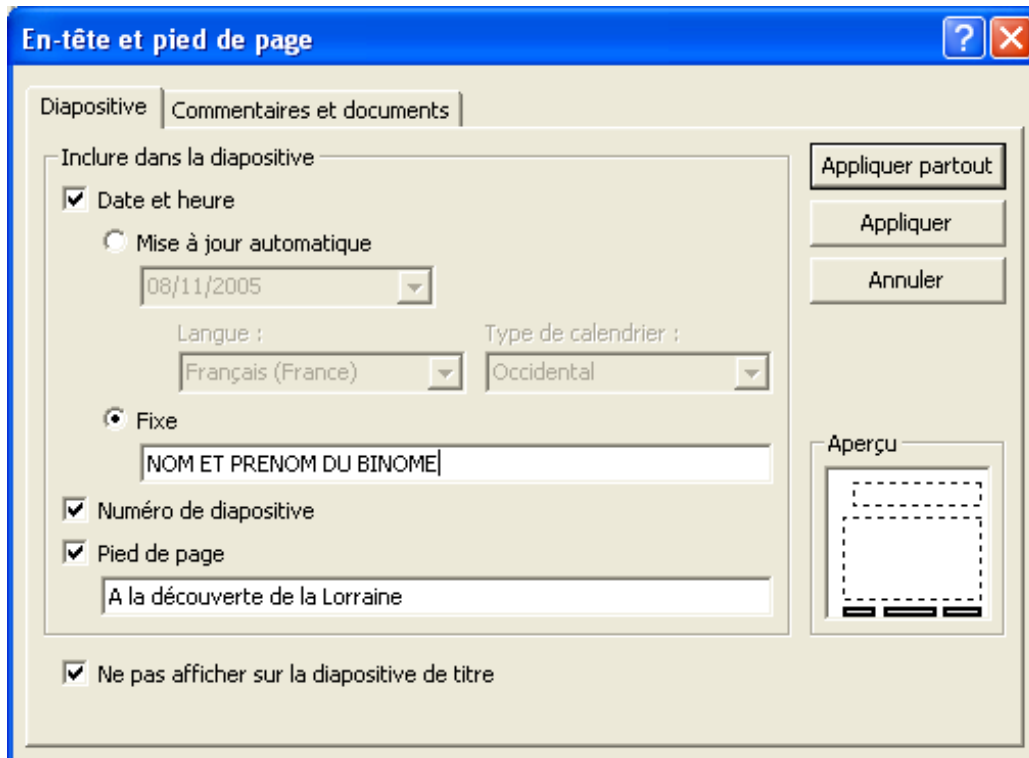 En-tête et pied de page
?
Diapositive
Commentaires et documents
Inclure dans la diapositive
Date et heure
Mise à jour automatique
08/11/2005
Langue :
Type de calendrier :
Français (France)
Occidental
Fixe
NOM ET PRENOM DU BINOME
Numéro de diapositive
Pied de page
A la découverte de la Lorraine
Ne pas afficher sur la diapositive de titre
Appliquer partout
Appliquer
Annuler
Aperçu